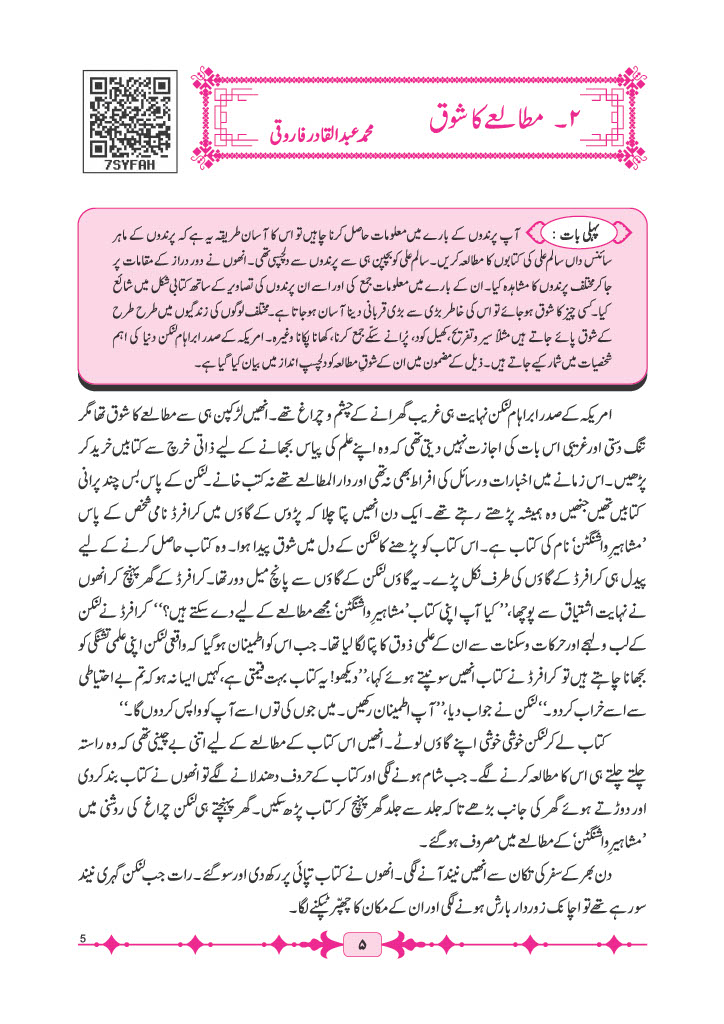 7SYFAH
۲۔ مطالعے کا شوق
محمد عبدالقادر فاروقی
پہلی بات : آپ پرندوں کے بارے میں معلومات حاصل کرنا چاہیں تو اس کا آسان طریقہ یہ ہے کہ پرندوں کے ماہر
سائنس داں سالم علی کی کتابوں کا مطالعہ کریں۔ سالم علی کو بچپن ہی سے پرندوں سے دلچسپی تھی۔ انھوں نے دور دراز کے مقامات پر
جا کر مختلف پرندوں کا مشاہدہ کیا۔ ان کے بارے میں معلومات جمع کی اور اسے ان پرندوں کی تصاویر کے ساتھ کتابی شکل میں شائع
کیا۔ کسی چیز کا شوق ہوجائے تو اس کی خاطر بڑی سے بڑی قربانی دینا آسان ہوجاتا ہے۔ مختلف لوگوں کی زندگیوں میں طرح طرح
کے شوق پائے جاتے ہیں مثلاً سیر و تفریح، کھیل کود، پُرانے سکّے جمع کرنا، کھانا پکانا وغیرہ۔ امریکہ کے صدر ابراہام لنکن دنیا کی اہم
شخصیات میں شمار کیے جاتے ہیں۔ ذیل کے مضمون میں ان کے شوقِ مطالعہ کو دلچسپ انداز میں بیان کیا گیا ہے۔
امریکہ کے صدر ابراہام لنکن نہایت ہی غریب گھرانے کے چشم و چراغ تھے۔ انھیں لڑکپن ہی سے مطالعے کا شوق تھا مگر
تنگ دستی اور غریبی اس بات کی اجازت نہیں دیتی تھی کہ وہ اپنے علم کی پیاس بجھانے کے لیے ذاتی خرچ سے کتابیں خرید کر
پڑھیں۔ اس زمانے میں اخبارات و رسائل کی افراط بھی نہ تھی اور دارالمطالعے تھے نہ کتب خانے۔ لنکن کے پاس بس چند پرانی
کتابیں تھیں جنھیں وہ ہمیشہ پڑھتے رہتے تھے۔ ایک دن انھیں پتا چلا کہ پڑوس کے گاؤں میں کرافرڈ نامی شخص کے پاس
’مشاہیرِ واشنگٹن‘ نام کی کتاب ہے۔ اس کتاب کو پڑھنے کا لنکن کے دل میں شوق پیدا ہوا۔ وہ کتاب حاصل کرنے کے لیے
پیدل ہی کرافرڈ کے گاؤں کی طرف نکل پڑے۔ یہ گاؤں لنکن کے گاؤں سے پانچ میل دور تھا۔ کرافرڈ کے گھر پہنچ کر انھوں
نے نہایت اشتیاق سے پوچھا، ’’کیا آپ اپنی کتاب ’مشاہیرِ واشنگٹن‘ مجھے مطالعے کے لیے دے سکتے ہیں؟‘‘ کرافرڈ نے لنکن
کے لب و لہجے اور حرکات و سکنات سے ان کے علمی ذوق کا پتا لگا لیا تھا۔ جب اس کو اطمینان ہوگیا کہ واقعی لنکن اپنی علمی تشنگی کو
بجھانا چاہتے ہیں تو کرافرڈ نے کتاب انھیں سونپتے ہوئے کہا، ’’دیکھو! یہ کتاب بہت قیمتی ہے، کہیں ایسا نہ ہو کہ تم بے احتیاطی
سے اسے خراب کردو۔‘‘ لنکن نے جواب دیا، ’’آپ اطمینان رکھیں۔ میں جوں کی توں اسے آپ کو واپس کردوں گا۔‘‘
کتاب لے کر لنکن خوشی خوشی اپنے گاؤں لوٹے۔ انھیں اس کتاب کے مطالعے کے لیے اتنی بے چینی تھی کہ وہ راستہ
چلتے چلتے ہی اس کا مطالعہ کرنے لگے۔ جب شام ہونے لگی اور کتاب کے حروف دھندلانے لگے تو انھوں نے کتاب بند کردی
اور دوڑتے ہوئے گھر کی جانب بڑھے تاکہ جلد سے جلد گھر پہنچ کر کتاب پڑھ سکیں۔ گھر پہنچتے ہی لنکن چراغ کی روشنی میں
’مشاہیرِ واشنگٹن‘ کے مطالعے میں مصروف ہوگئے۔
دن بھر کے سفر کی تکان سے انھیں نیند آنے لگی۔ انھوں نے کتاب تپائی پر رکھ دی اور سوگئے۔ رات جب لنکن گہری نیند
سو رہے تھے تو اچانک زوردار بارش ہونے لگی اور ان کے مکان کا چھپّر ٹپکنے لگا۔
۵
5